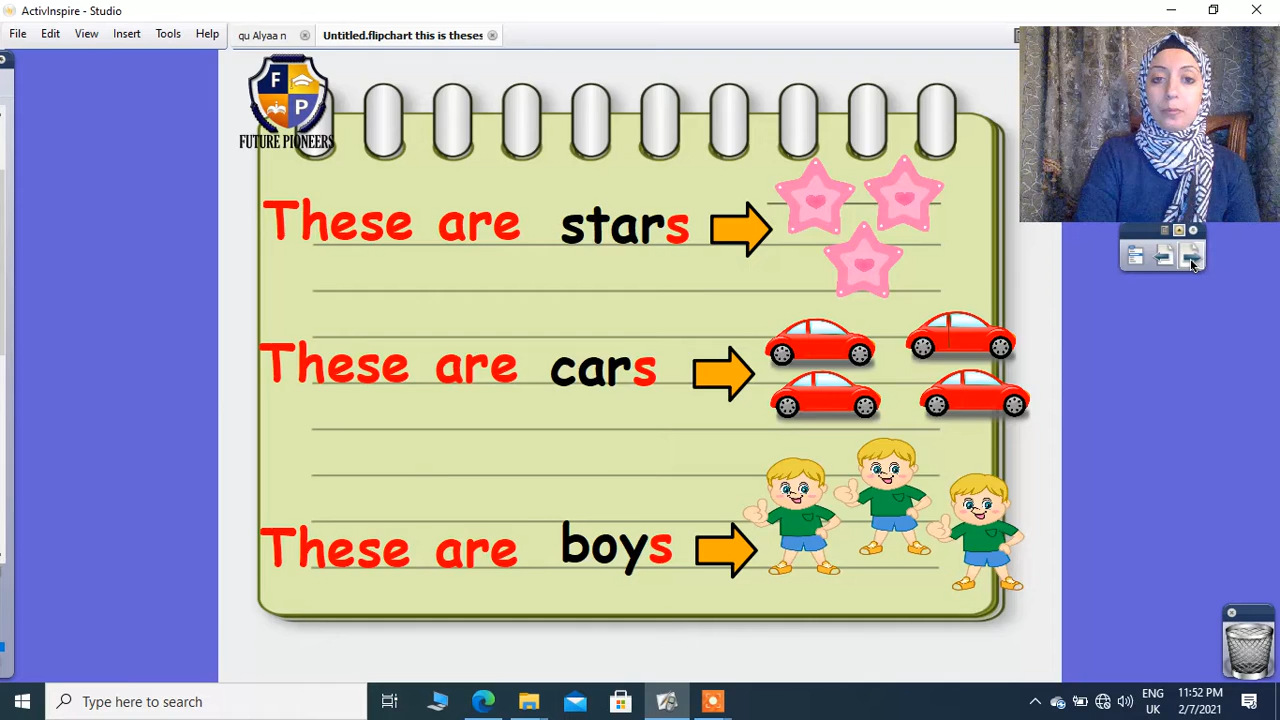 ActivInspire - Studio
File Edit View Insert Tools Help
qu Alyaa n
Untitled.flipchart this is theses
F
P
FUTURE PIONEERS
These are stars
These are cars
These are boys
Type here to search
ENG
UK
11:52 PM
2/7/2021